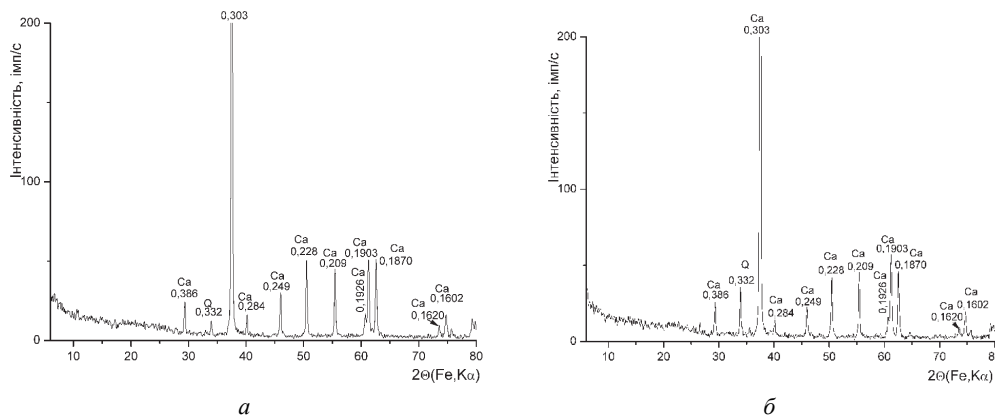 0,303
200
Інтенсивність, імп/с
100
0
Ca
0,386
Q
0,332
Ca
0,284
Ca
0,249
Ca
0,228
Ca
0,209
0,1926 Ca
Ca
0,1903
Ca
0,1870
Ca
0,1620
Ca
0,1602
10 20 30 40 50 60 70 80
2Θ(Fe,Kα)
а
Ca
0,303
200
Інтенсивність, імп/с
100
0
Ca
0,386
Q
0,332
Ca
0,284
Ca
0,249
Ca
0,228
Ca
0,209
0,1926 Ca
Ca
0,1903
Ca
0,1870
Ca
0,1620
Ca
0,1602
10 20 30 40 50 60 70 80
2Θ(Fe,Kα)
б